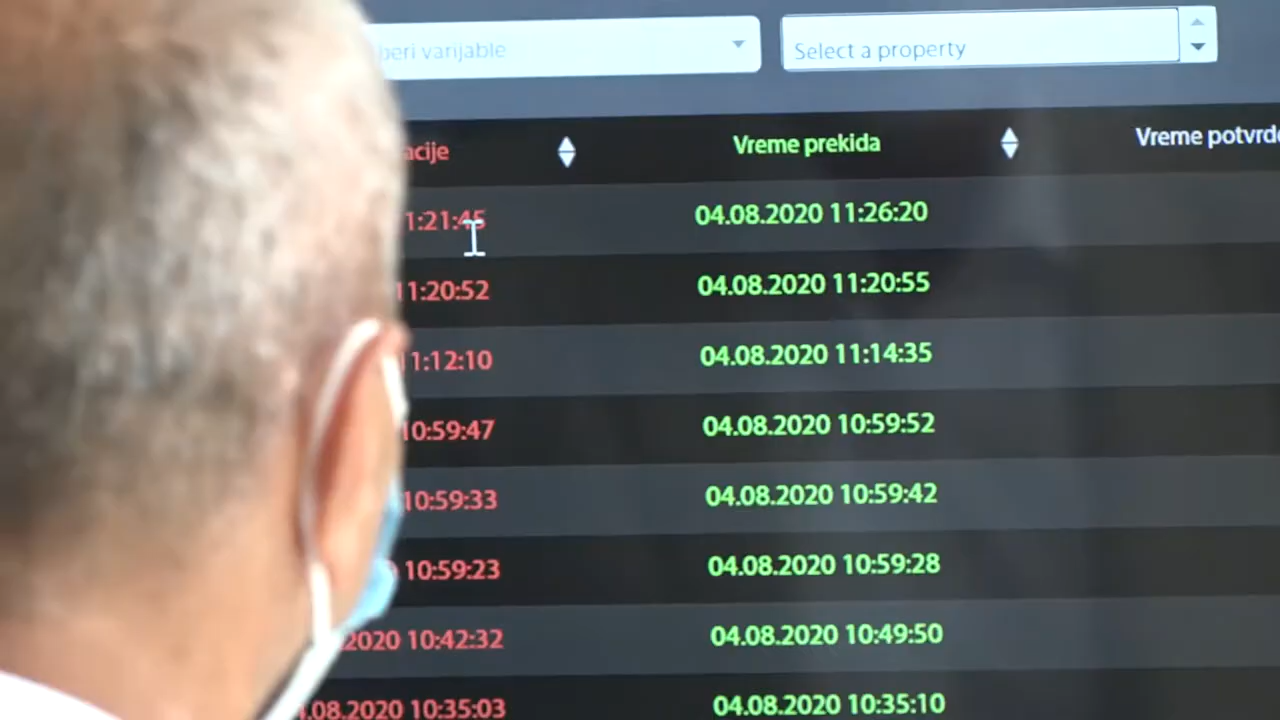 varijable Select a property
Vreme prekida
1:21:45 04.08.2020 11:26:20
11:20:52 04.08.2020 11:20:55
11:12:10 04.08.2020 11:14:35
10:59:47 04.08.2020 10:59:52
10:59:33 04.08.2020 10:59:42
10:59:23 04.08.2020 10:59:28
2020 10:42:32 04.08.2020 10:49:50
.08.2020 10:35:03 04.08.2020 10:35:10